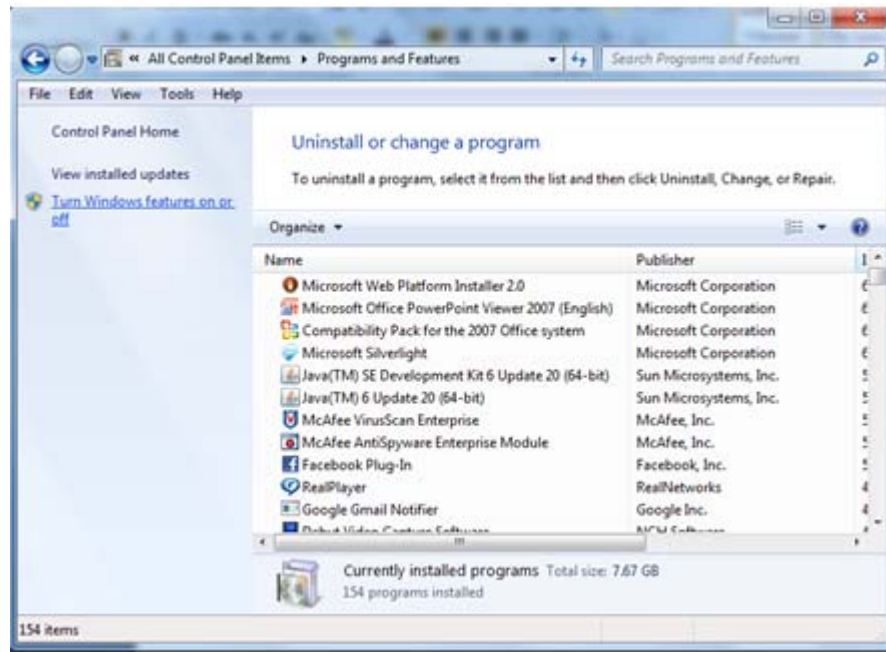 « All Control Panel Items ▸ Programs and Features
Search Programs and Features
File Edit View Tools Help
Control Panel Home
View installed updates
Turn Windows features on or
off
Uninstall or change a program
To uninstall a program, select it from the list and then click Uninstall, Change, or Repair.
Organize
Name Publisher
Microsoft Web Platform Installer 2.0 Microsoft Corporation
Microsoft Office PowerPoint Viewer 2007 (English) Microsoft Corporation
Compatibility Pack for the 2007 Office system Microsoft Corporation
Microsoft Silverlight Microsoft Corporation
Java(TM) SE Development Kit 6 Update 20 (64-bit) Sun Microsystems, Inc.
Java(TM) 6 Update 20 (64-bit) Sun Microsystems, Inc.
McAfee VirusScan Enterprise McAfee, Inc.
McAfee AntiSpyware Enterprise Module McAfee, Inc.
Facebook Plug-In Facebook, Inc.
RealPlayer RealNetworks
Google Gmail Notifier Google Inc.
Debut Video Capture Software NCH Software
Currently installed programs Total size: 7.67 GB
154 programs installed
154 items